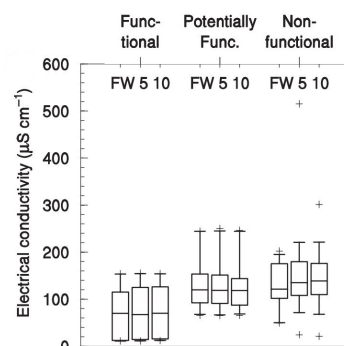 Func-
tional
Potentially
Func.
Non-
functional
FW 5 10
FW 5 10
FW 5 10
Electrical conductivity (µS cm⁻¹)
600
500
400
300
200
100
0